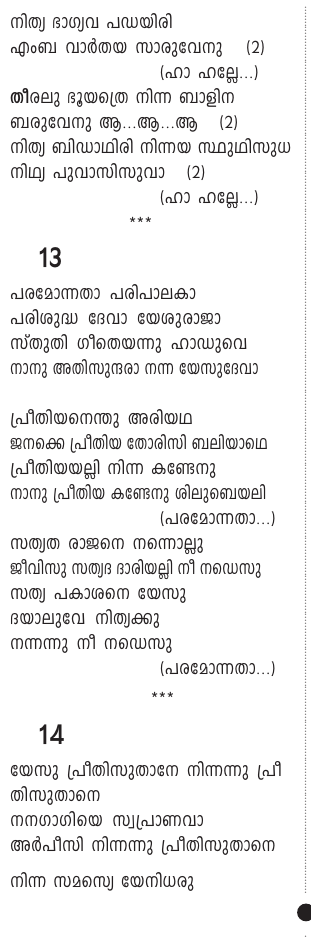 നിത്യ ഭാഗ്യവ പഡയിരി
എംബ വാർതയ സാരുവേനു (2)
(ഹാ ഹല്ലേ...)
തീരലു ഭൂയത്രെ നിന്ന ബാളിന
ബരുവേനു ആ...ആ...ആ (2)
നിത്യ ബിഡാഥിരി നിന്നയ സ്ഥുഥിസുധ
നിഥ്യ പുവാസിസുവാ (2)
(ഹാ ഹല്ലേ...)
***
13
പരമോന്നതാ പരിപാലകാ
പരിശുദ്ധ ദേവാ യേശുരാജാ
സ്തുതി ഗീതെയന്നു ഹാഡുവെ
നാനു അതിസുന്ദരാ നന്ന യേസുദേവാ
പ്രീതിയനെന്തു അരിയഥ
ജനക്കെ പ്രീതിയ തോരിസി ബലിയാഥെ
പ്രീതിയയല്ലി നിന്ന കണ്ടേനു
നാനു പ്രീതിയ കണ്ടേനു ശിലുബെയലി
(പരമോന്നതാ...)
സത്യത രാജനെ നന്നൊല്ലു
ജീവിസു സത്യദ ദാരിയല്ലി നീ നഡെസു
സത്യ പകാശനെ യേസു
ദയാലുവേ നിത്യക്കു
നന്നന്നു നീ നഡെസു
(പരമോന്നതാ...)
***
14
യേസു പ്രീതിസുതാനേ നിന്നന്നു പ്രീ
തിസുതാനെ
നനഗാഗിയെ സ്വപ്രാണവാ
അർപീസി നിന്നന്നു പ്രീതിസുതാനെ
നിന്ന സമസ്യെ യേനിധരു